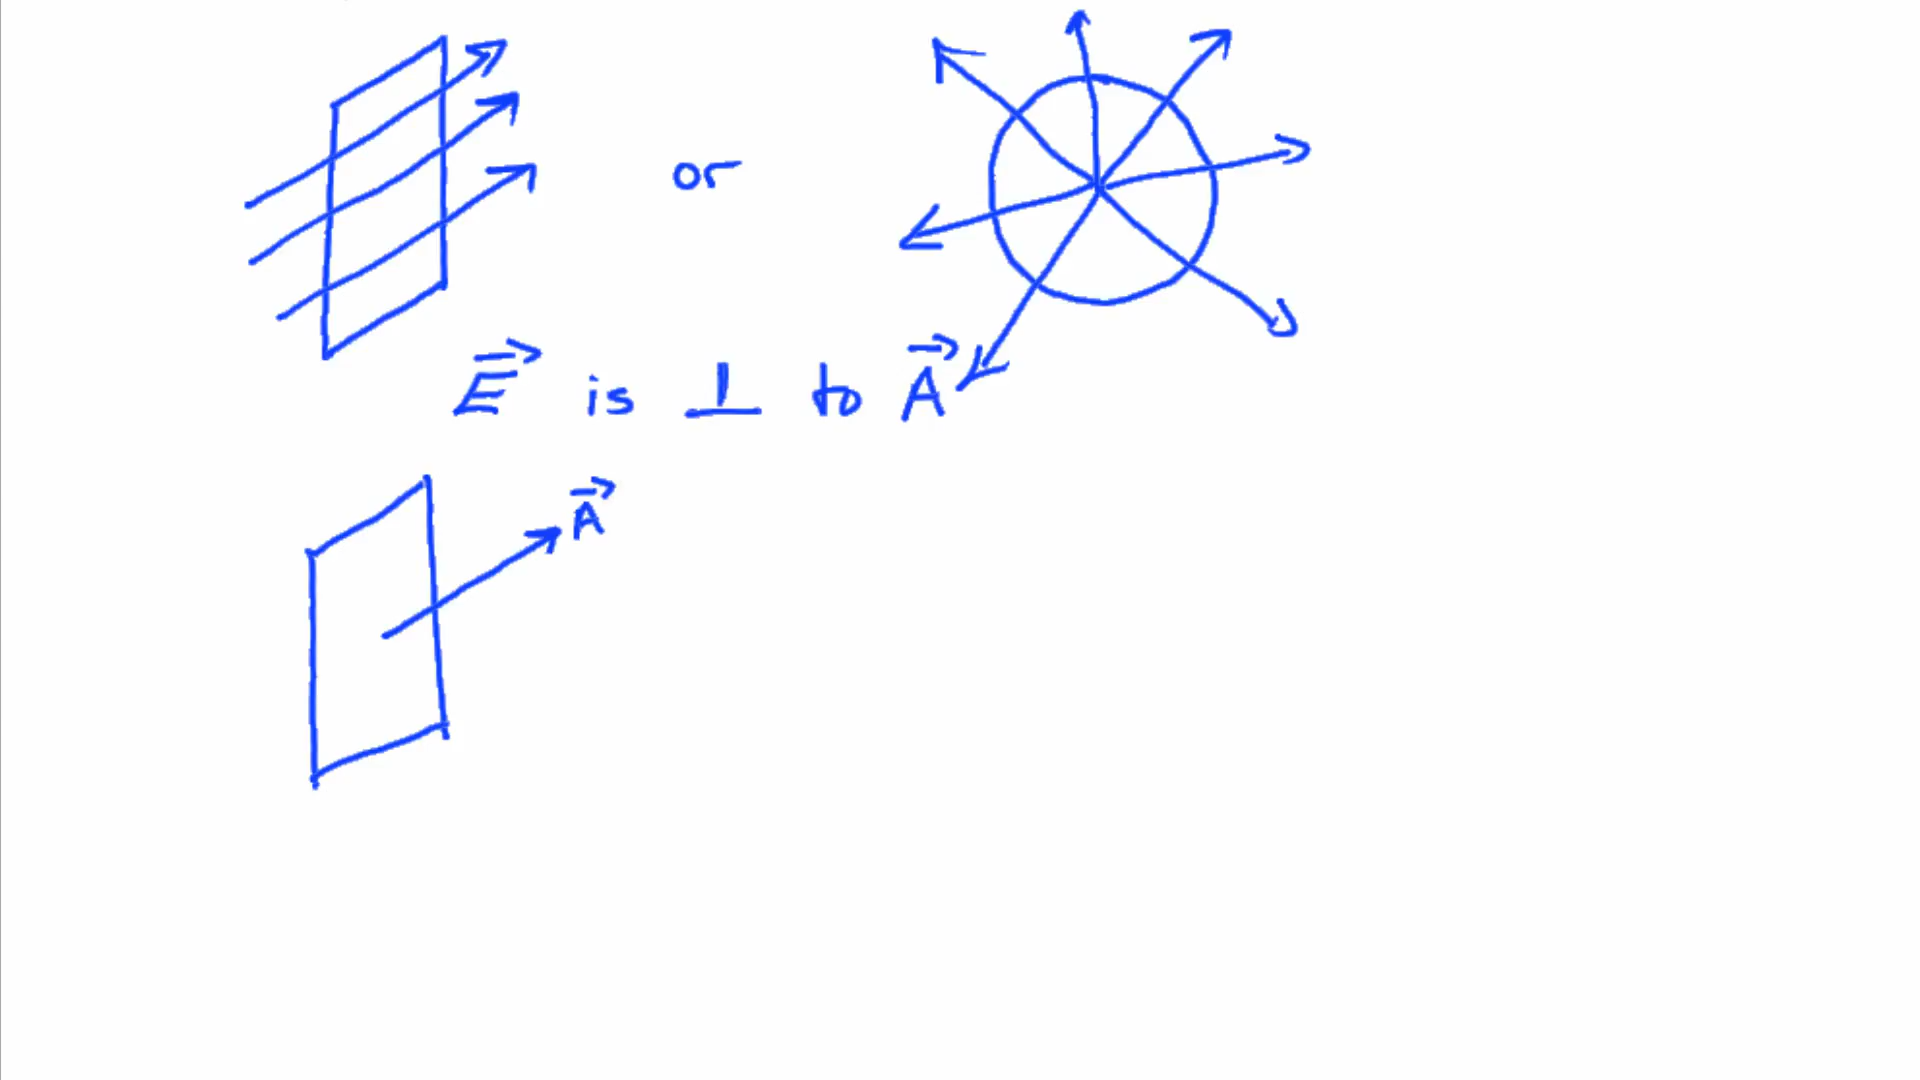 or
E⃗ is ⊥ to A⃗
A⃗